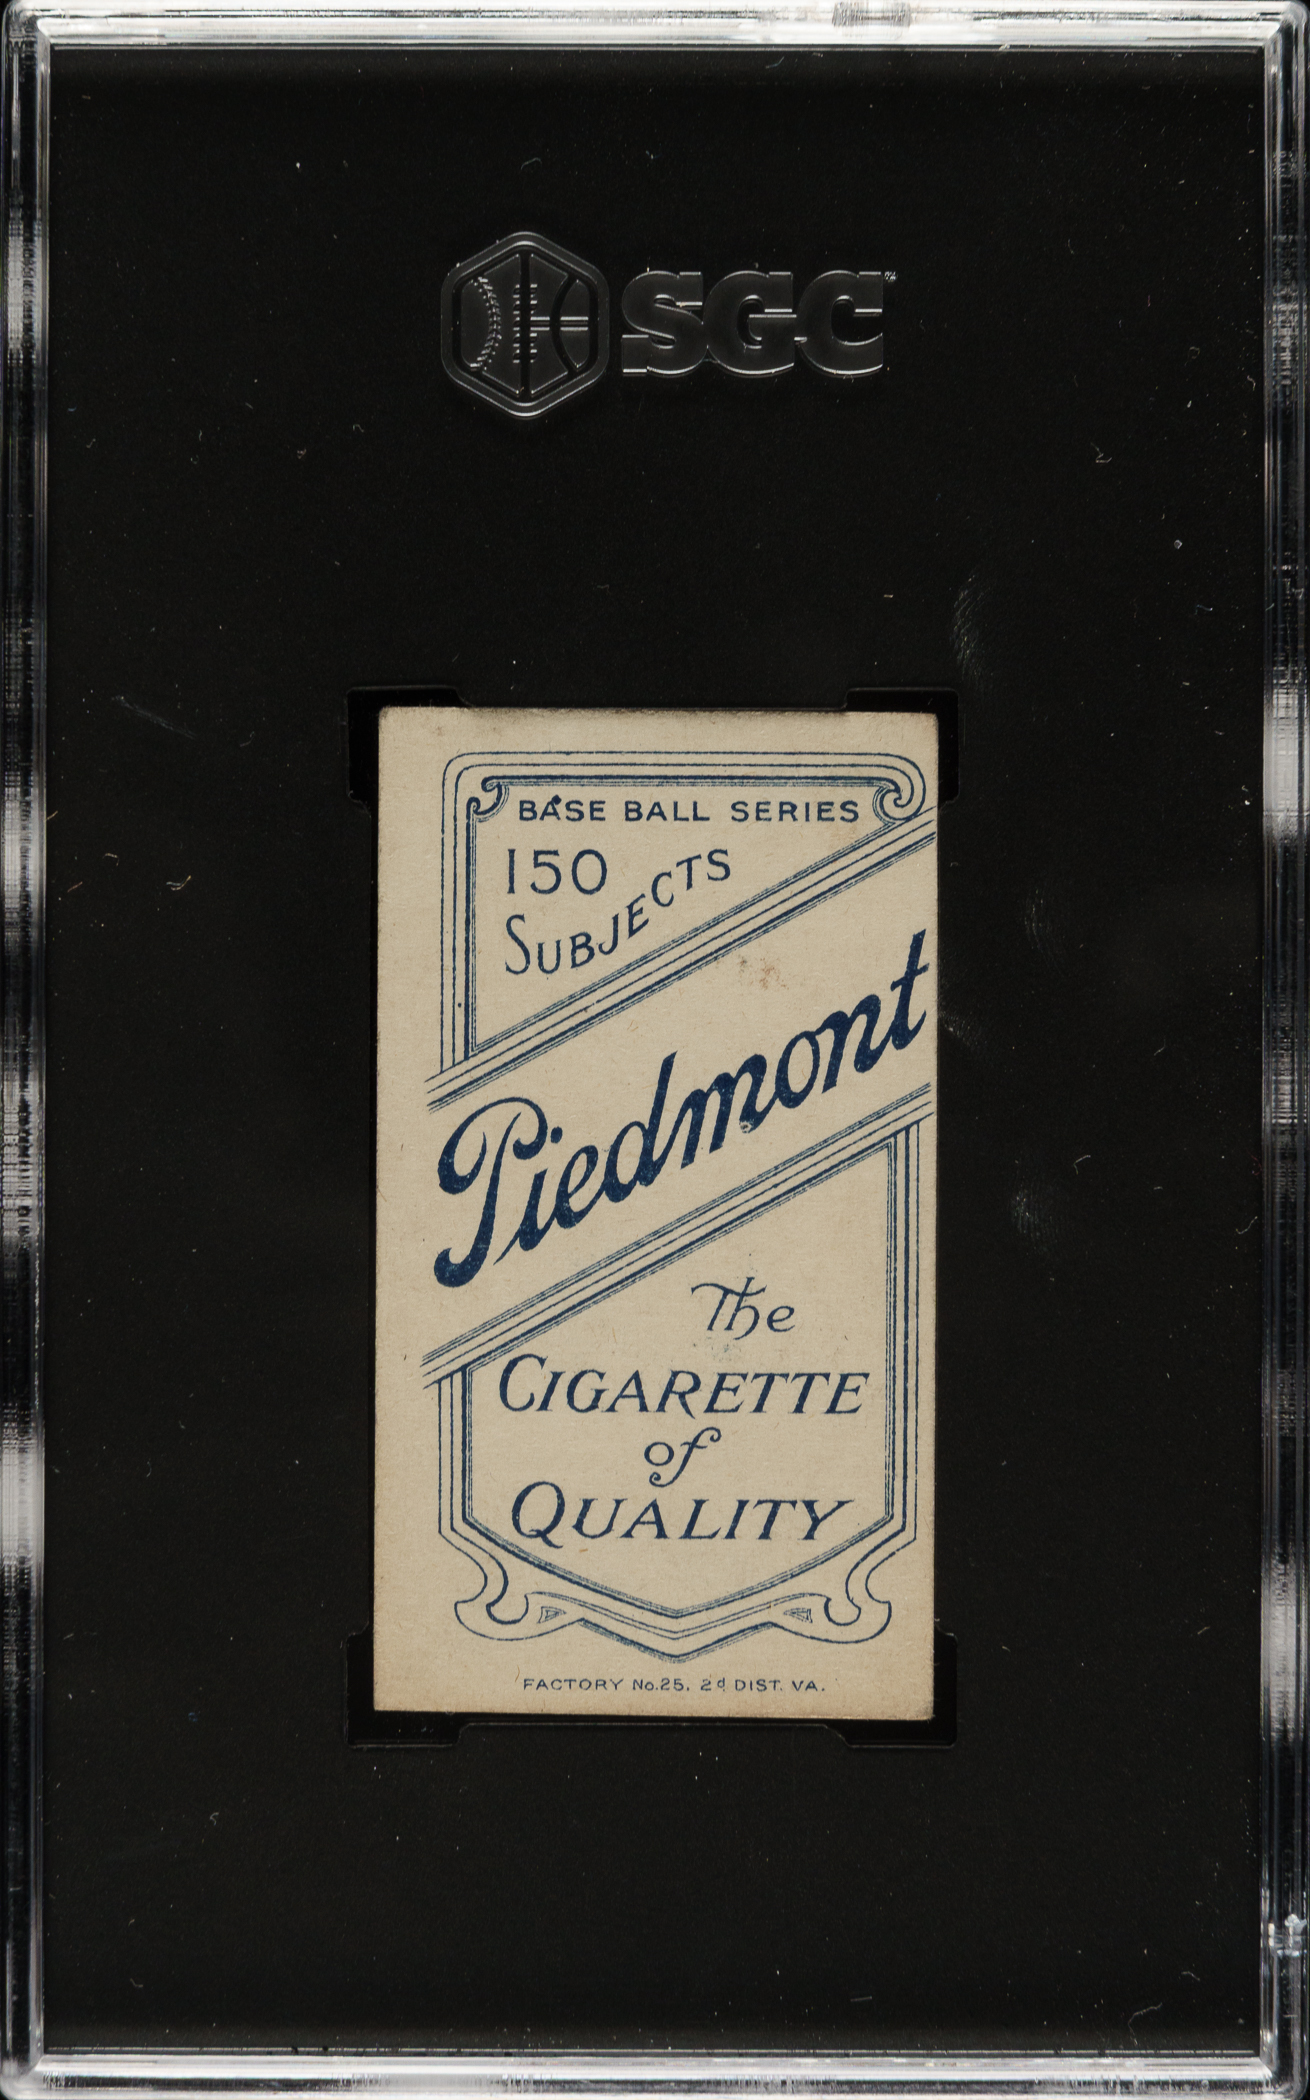 SGC
BASE BALL SERIES
150
SUBJECTS
Piedmont
The
CIGARETTE
of
QUALITY
FACTORY No.25. 2d DIST. VA.